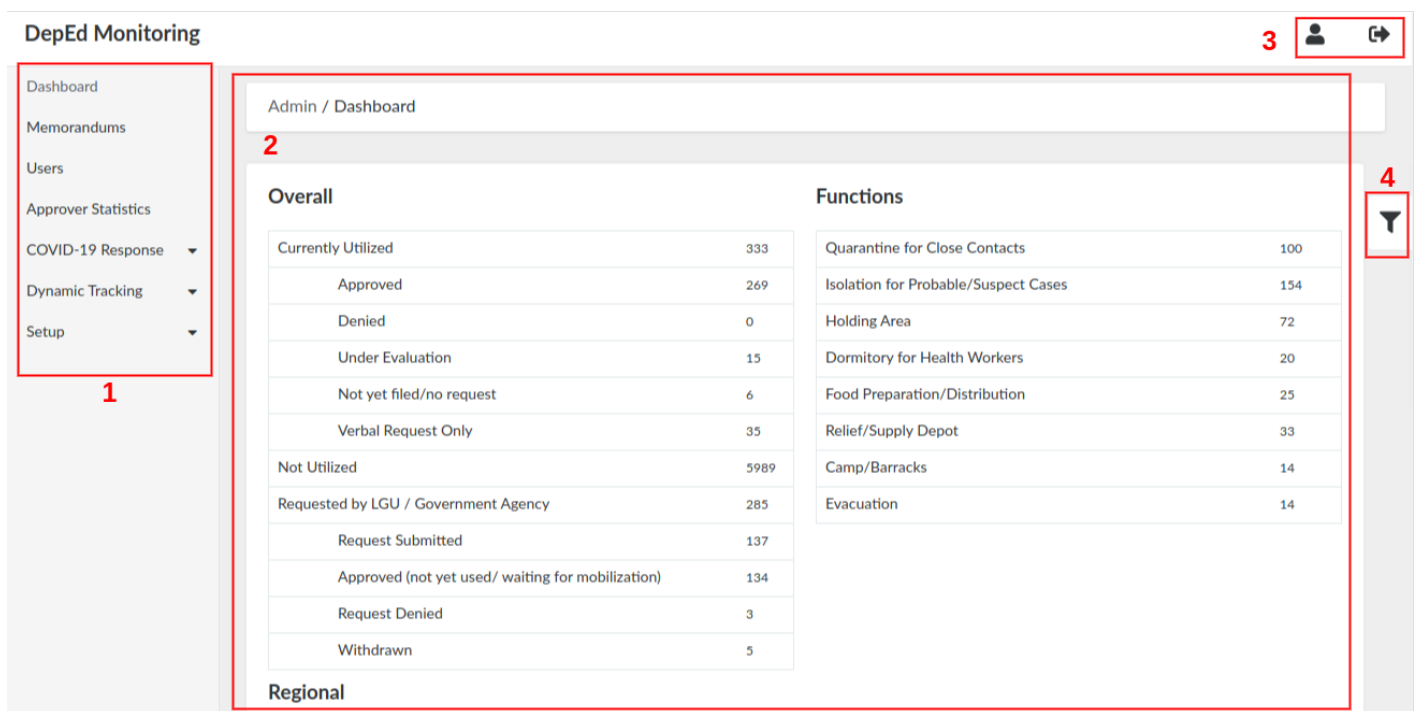 DepEd Monitoring
3
Dashboard
Memorandums
Users
Approver Statistics
COVID-19 Response
Dynamic Tracking
Setup
1
Admin / Dashboard
2
Overall
Currently Utilized 333
Approved 269
Denied 0
Under Evaluation 15
Not yet filed/no request 6
Verbal Request Only 35
Not Utilized 5989
Requested by LGU / Government Agency 285
Request Submitted 137
Approved (not yet used/ waiting for mobilization) 134
Request Denied 3
Withdrawn 5
Regional
Functions
Quarantine for Close Contacts 100
Isolation for Probable/Suspect Cases 154
Holding Area 72
Dormitory for Health Workers 20
Food Preparation/Distribution 25
Relief/Supply Depot 33
Camp/Barracks 14
Evacuation 14
4